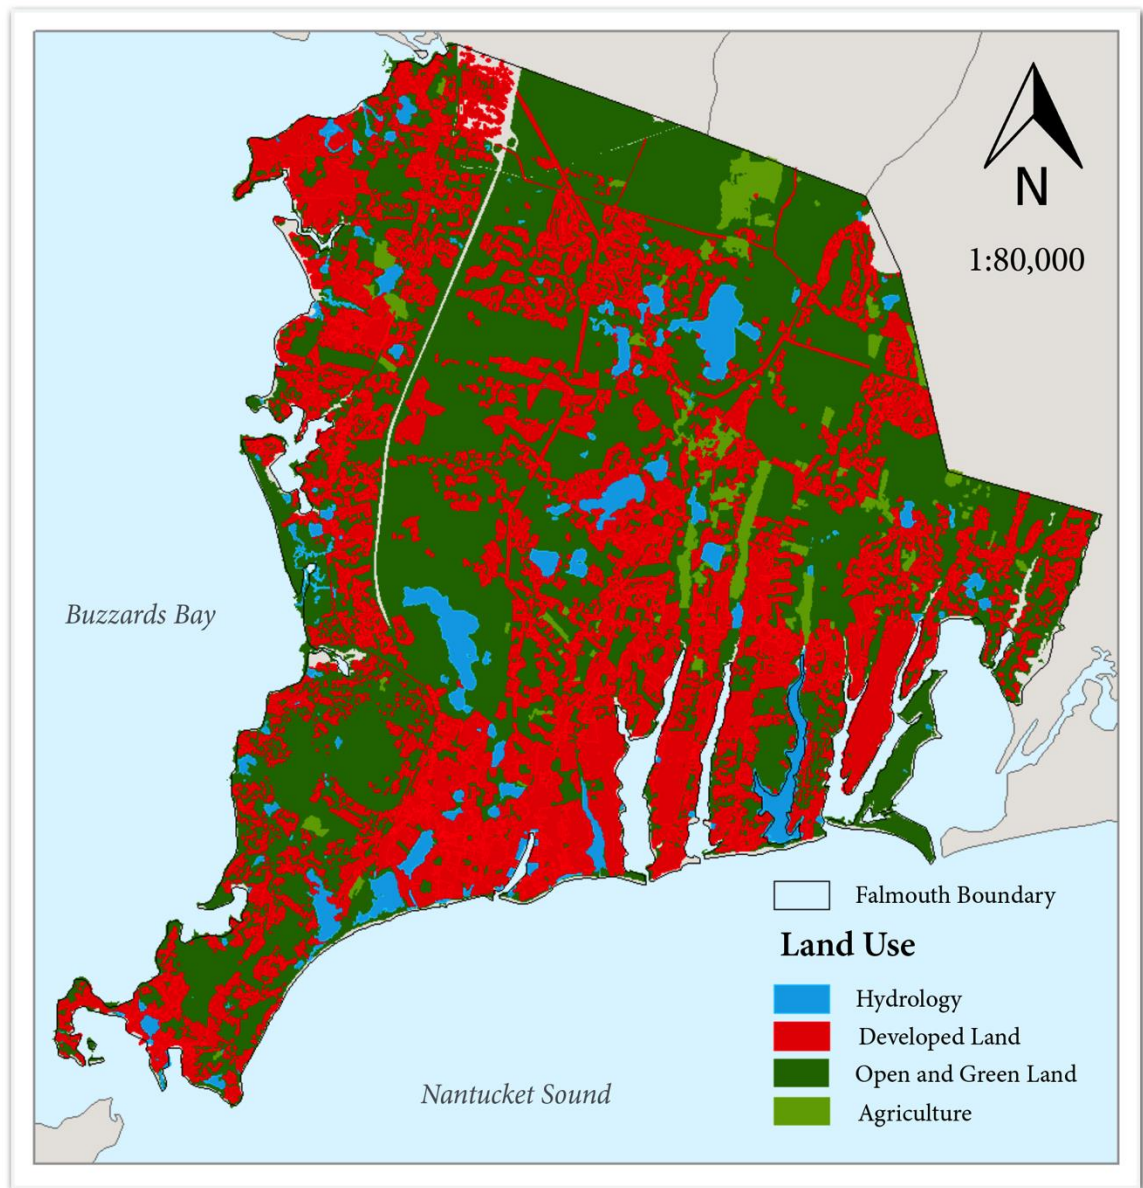 N
1:80,000
Buzzards Bay
Falmouth Boundary
Land Use
Hydrology
Developed Land
Open and Green Land
Agriculture
Nantucket Sound